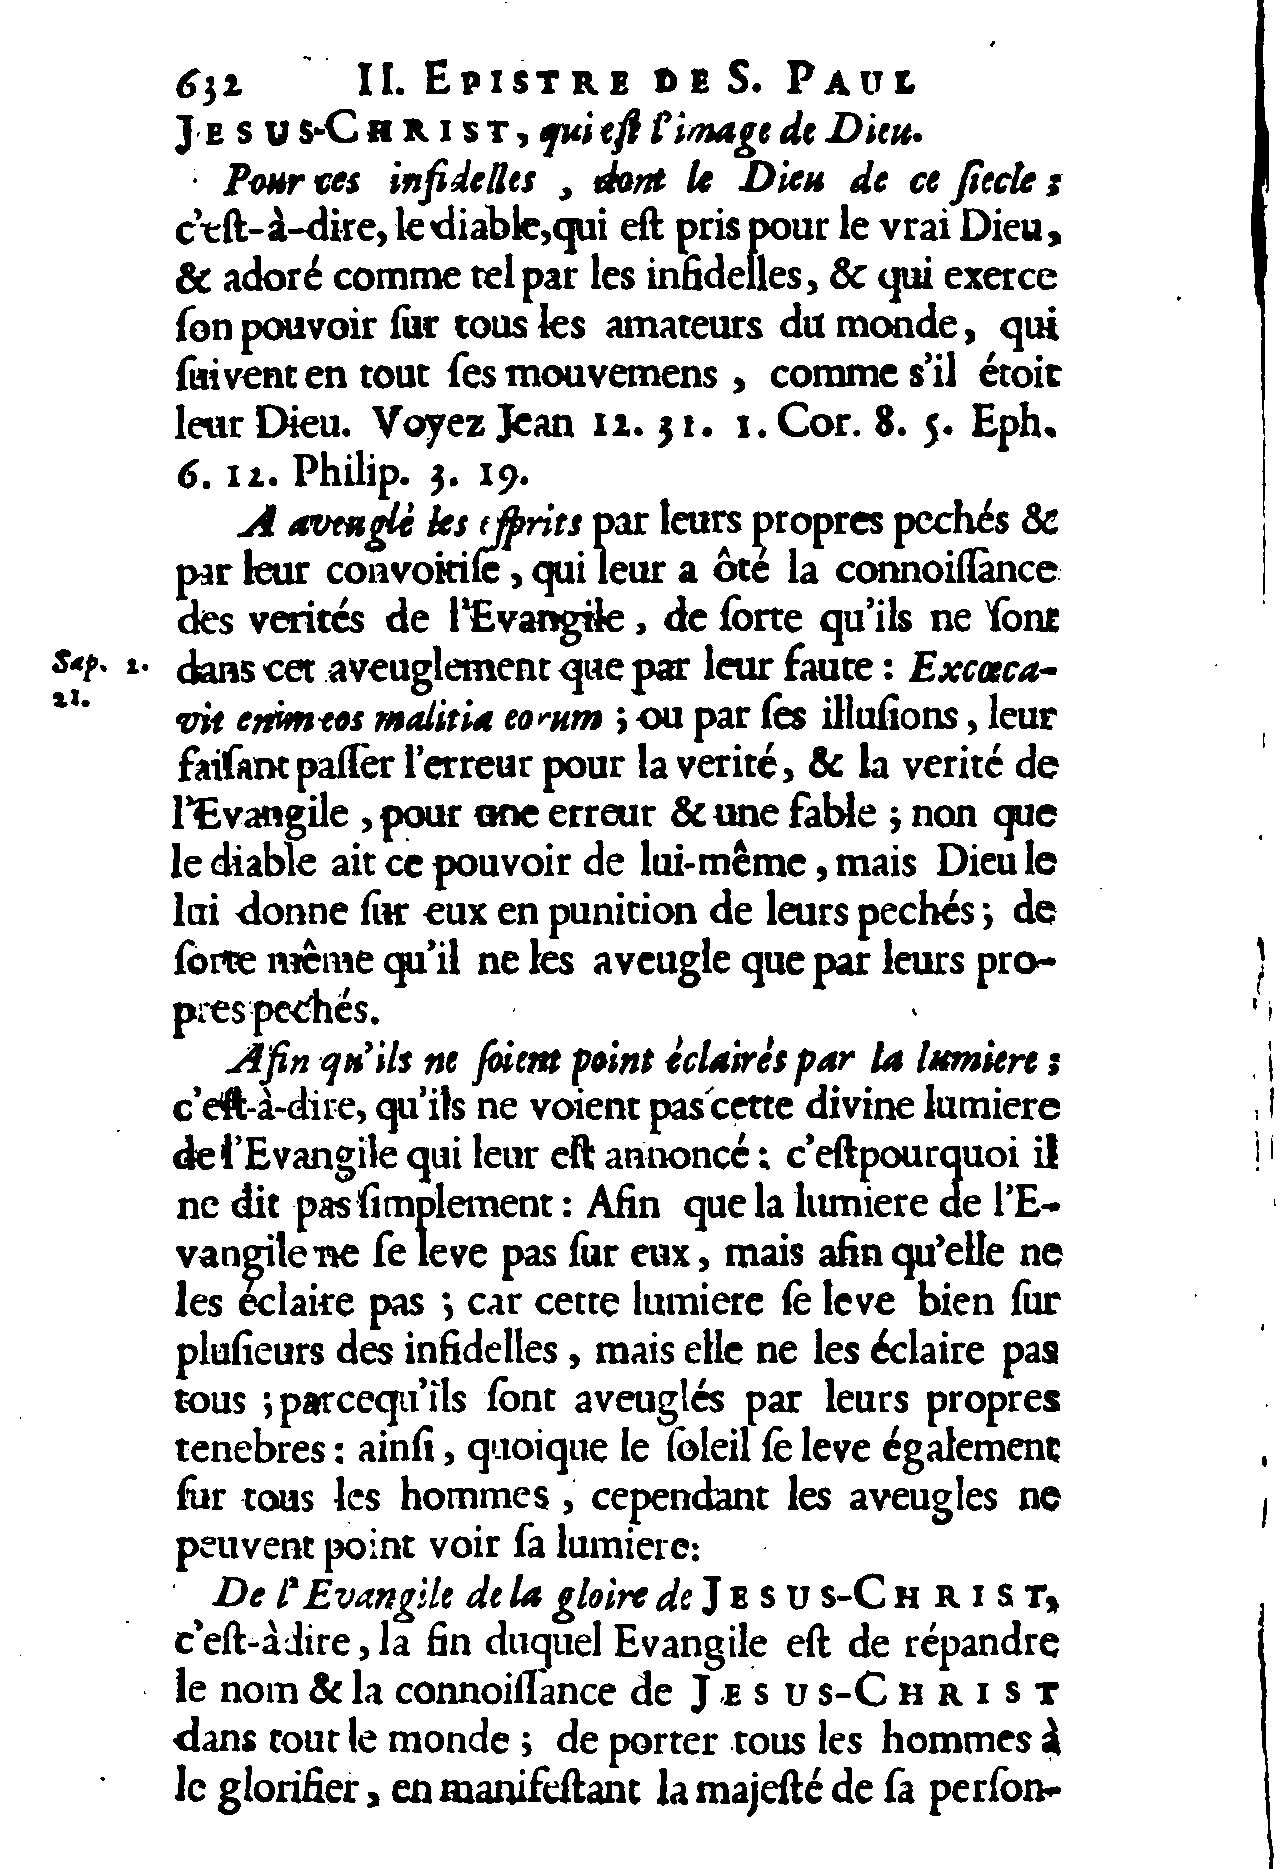 632 II. EPISTRE DE S. PAUL
JESUS-CHRIST, qui eſt l'image de Dieu.
Pour ces infidelles, dont le Dieu de ce ſiecle ;
c'eſt-à-dire, le diable, qui eſt pris pour le vrai Dieu,
& adoré comme tel par les infidelles, & qui exerce
ſon pouvoir ſur tous les amateurs du monde, qui
ſuivent en tout ſes mouvemens, comme s'il étoit
leur Dieu. Voyez Jean 12. 31. 1. Cor. 8. 5. Eph.
6. 12. Philip. 3. 19.
A aveuglé les eſprits par leurs propres pechés &
par leur convoitiſe, qui leur a ôté la connoiſſance
des verités de l'Evangile, de ſorte qu'ils ne ſont
Sap. 2.
21.
dans cet aveuglement que par leur faute : Excœca-
vit enim eos malitia eorum ; ou par ſes illuſions, leur
faiſant paſſer l'erreur pour la verité, & la verité de
l'Evangile, pour une erreur & une fable ; non que
le diable ait ce pouvoir de lui-même, mais Dieu le
lui donne ſur eux en punition de leurs pechés ; de
ſorte même qu'il ne les aveugle que par leurs pro-
pres pechés.
Afin qu'ils ne ſoient point éclairés par la lumiere ;
c'eſt-à-dire, qu'ils ne voient pas cette divine lumiere
de l'Evangile qui leur eſt annoncé : c'eſtpourquoi il
ne dit pas ſimplement : Afin que la lumiere de l'E-
vangile ne ſe leve pas ſur eux, mais afin qu'elle ne
les éclaire pas ; car cette lumiere ſe leve bien ſur
pluſieurs des infidelles, mais elle ne les éclaire pas
tous ; parcequ'ils ſont aveuglés par leurs propres
tenebres : ainſi, quoique le ſoleil ſe leve également
ſur tous les hommes, cependant les aveugles ne
peuvent point voir ſa lumiere :
De l'Evangile de la gloire de JESUS-CHRIST,
c'eſt-à dire, la fin duquel Evangile eſt de répandre
le nom & la connoiſſance de JESUS-CHRIST
dans tout le monde ; de porter tous les hommes à
le glorifier, en manifeſtant la majeſté de ſa perſon-